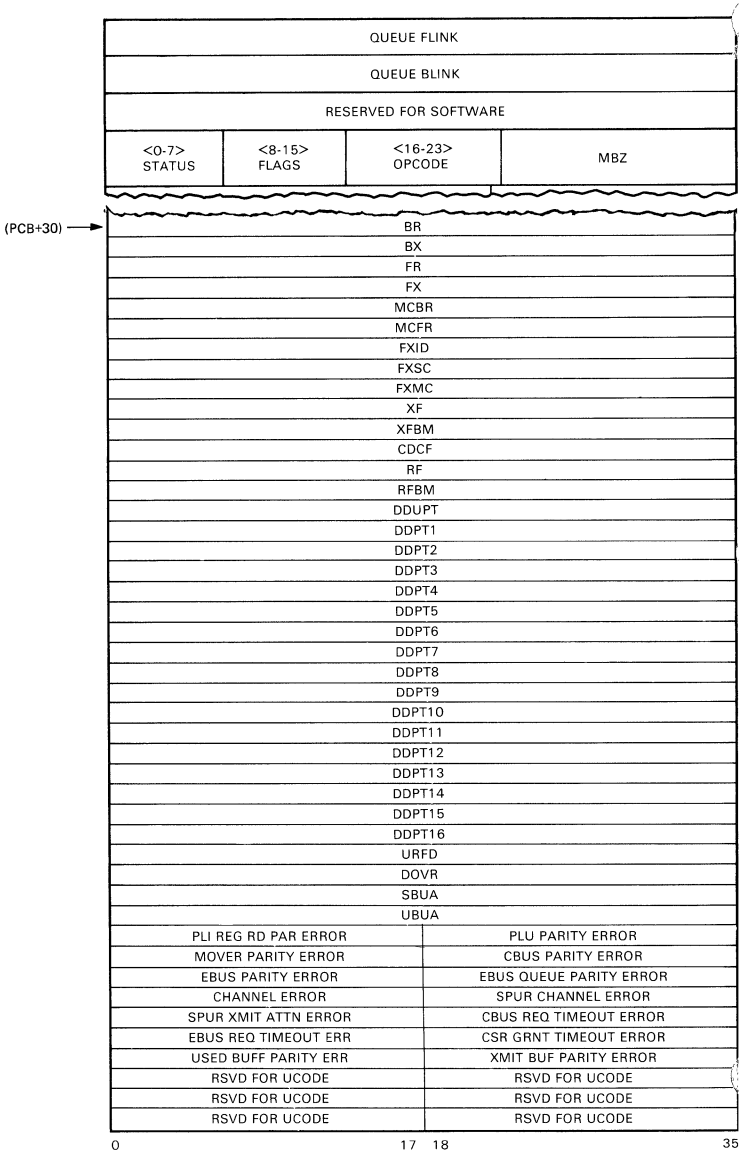 QUEUE FLINK
QUEUE BLINK
RESERVED FOR SOFTWARE
<0-7> <8-15> <16-23> MBZ
STATUS FLAGS OPCODE
(PCB+30) BR
BX
FR
FX
MCBR
MCFR
FXID
FXSC
FXMC
XF
XFBM
CDCF
RF
RFBM
DDUPT
DDPT1
DDPT2
DDPT3
DDPT4
DDPT5
DDPT6
DDPT7
DDPT8
DDPT9
DDPT10
DDPT11
DDPT12
DDPT13
DDPT14
DDPT15
DDPT16
URFD
DOVR
SBUA
UBUA
PLI REG RD PAR ERROR PLU PARITY ERROR
MOVER PARITY ERROR CBUS PARITY ERROR
EBUS PARITY ERROR EBUS QUEUE PARITY ERROR
CHANNEL ERROR SPUR CHANNEL ERROR
SPUR XMIT ATTN ERROR CBUS REQ TIMEOUT ERROR
EBUS REQ TIMEOUT ERR CSR GRNT TIMEOUT ERROR
USED BUFF PARITY ERR XMIT BUF PARITY ERROR
RSVD FOR UCODE RSVD FOR UCODE
RSVD FOR UCODE RSVD FOR UCODE
RSVD FOR UCODE RSVD FOR UCODE
0 17 18 35